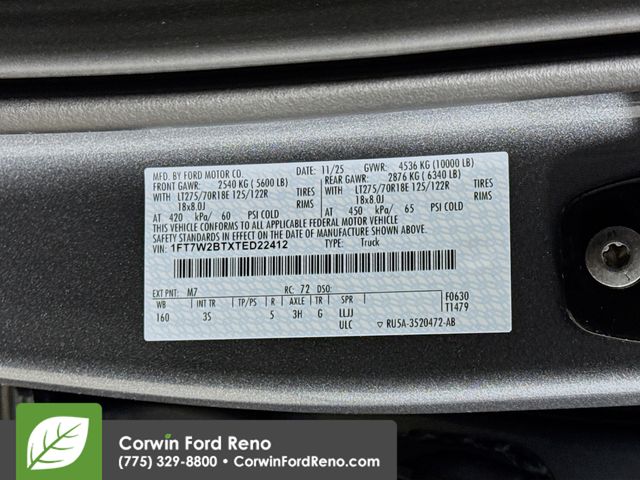 MFD. BY FORD MOTOR CO.
DATE: 11/25 GVWR: 4536 KG (10000 LB)
FRONT GAWR: 2540 KG ( 5600 LB)
REAR GAWR: 2876 KG ( 6340 LB)
WITH LT275/70R18E 125/122R TIRES
WITH LT275/70R18E 125/122R TIRES
18x8.0J RIMS
18x8.0J RIMS
AT 420 kPa/ 60 PSI COLD
AT 450 kPa/ 65 PSI COLD
THIS VEHICLE CONFORMS TO ALL APPLICABLE FEDERAL MOTOR VEHICLE
SAFETY STANDARDS IN EFFECT ON THE DATE OF MANUFACTURE SHOWN ABOVE.
VIN: 1FT7W2BTXTED22412 TYPE: Truck
EXT PNT: M7 RC: 72 DSO:
WB INT TR TP/PS R AXLE TR SPR
160 3S 5 3H G LLJJ
ULC
F0630
T1479
RU5A-3520472-AB
Corwin Ford Reno
(775) 329-8800 • CorwinFordReno.com